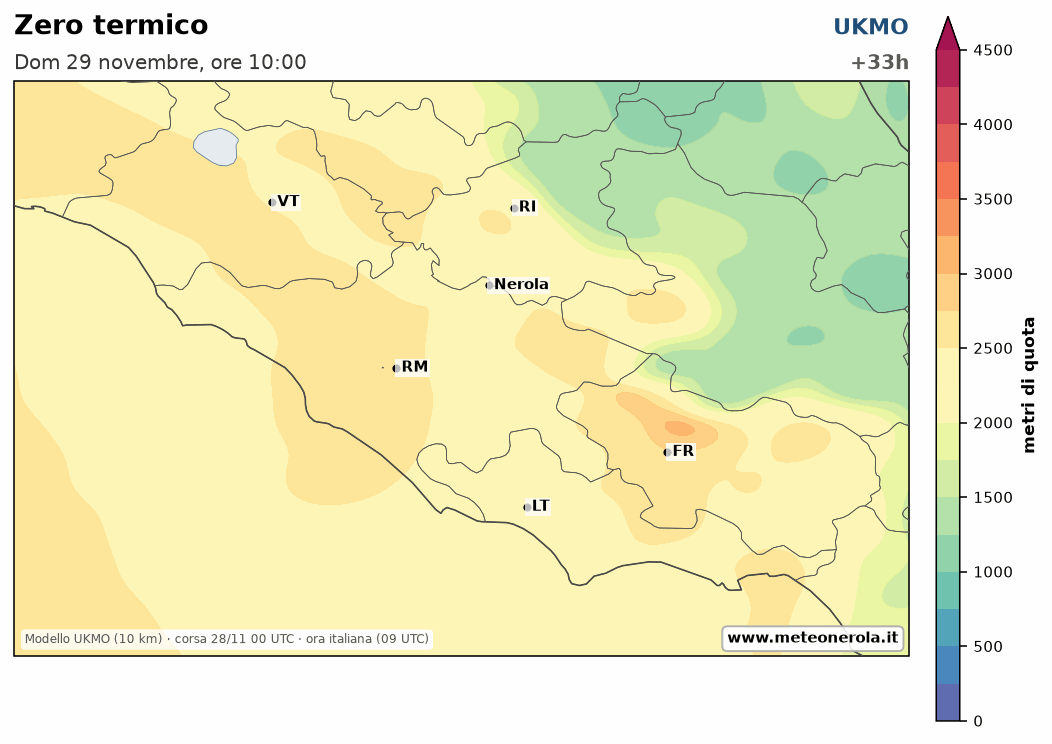 Zero termico
UKMO
Dom 29 novembre, ore 10:00
+33h
4500
4000
3500
3000
2500
2000
1500
1000
500
0
metri di quota
VT
RI
Nerola
RM
FR
LT
Modello UKMO (10 km) · corsa 28/11 00 UTC · ora italiana (09 UTC)
www.meteonerola.it